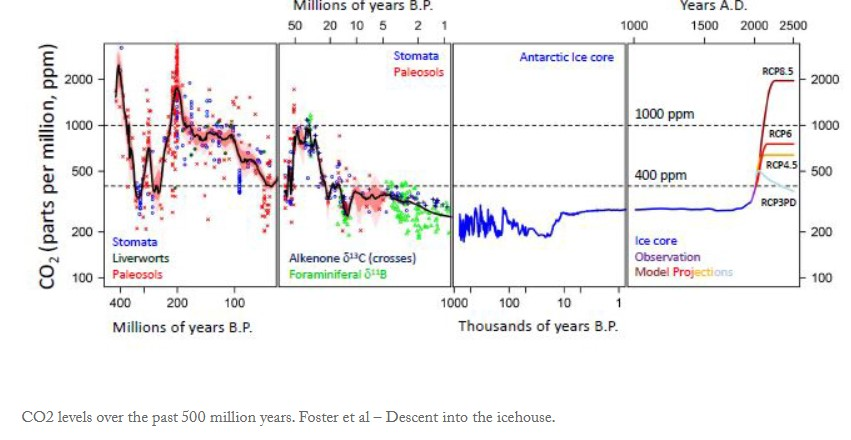 Millions of years B.P.
Years A.D.
50 20 10 5 2 1
1000 1500 2000 2500
CO2 (parts per million, ppm)
2000
1000
500
200
100
Stomata
Paleosols
Antarctic Ice core
RCP8.5
1000 ppm
RCP6
RCP4.5
400 ppm
RCP3PD
2000
1000
500
200
100
Stomata
Liverworts
Paleosols
Alkenone δ¹³C (crosses)
Foraminiferal δ¹¹B
Ice core
Observation
Model Projections
400 200 100
1000 100 10 1
Millions of years B.P.
Thousands of years B.P.
CO2 levels over the past 500 million years. Foster et al – Descent into the icehouse.